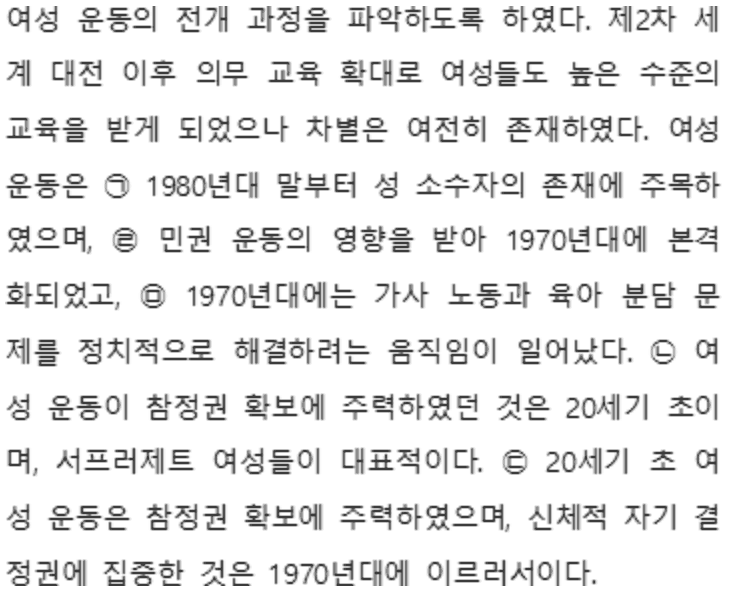 여성 운동의 전개 과정을 파악하도록 하였다. 제2차 세
계 대전 이후 의무 교육 확대로 여성들도 높은 수준의
교육을 받게 되었으나 차별은 여전히 존재하였다. 여성
운동은 ㉠ 1980년대 말부터 성 소수자의 존재에 주목하
였으며, ㉣ 민권 운동의 영향을 받아 1970년대에 본격
화되었고, ㉤ 1970년대에는 가사 노동과 육아 분담 문
제를 정치적으로 해결하려는 움직임이 일어났다. ㉡ 여
성 운동이 참정권 확보에 주력하였던 것은 20세기 초이
며, 서프러제트 여성들이 대표적이다. ㉢ 20세기 초 여
성 운동은 참정권 확보에 주력하였으며, 신체적 자기 결
정권에 집중한 것은 1970년대에 이르러서이다.